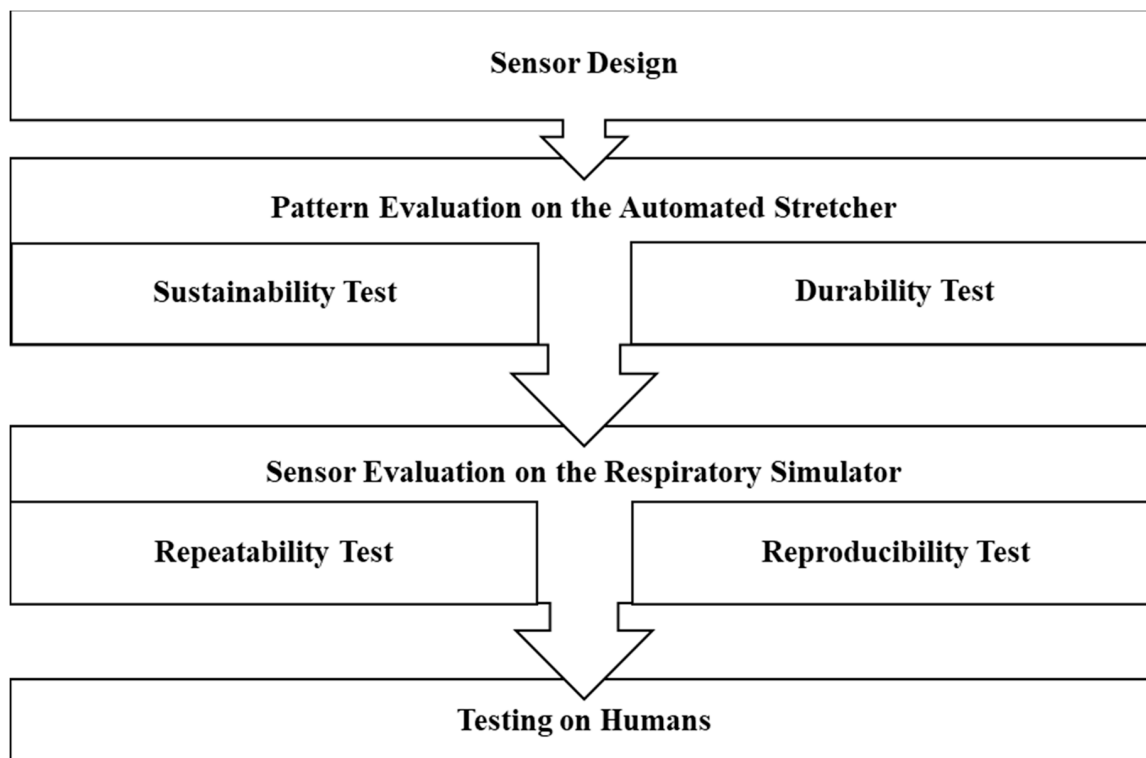 Sensor Design
Pattern Evaluation on the Automated Stretcher
Sustainability Test
Durability Test
Sensor Evaluation on the Respiratory Simulator
Repeatability Test
Reproducibility Test
Testing on Humans